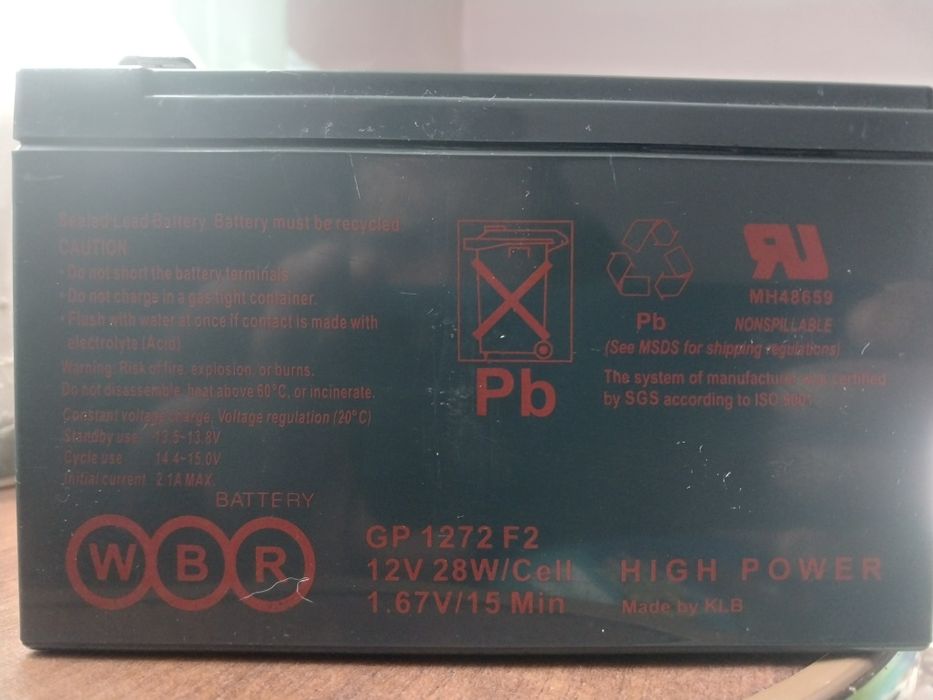 Sealed Lead Battery. Battery must be recycled
CAUTION
• Do not short the battery terminals
• Do not charge in a gas tight container.
• Flush with water at once if contact is made with
electrolyte (Acid)
Warning: Risk of fire, explosion, or burns.
Do not disassemble, heat above 60°C, or incinerate.
Constant voltage charge, Voltage regulation (20°C)
Standby use 13.5~13.8V
Cycle use 14.4~15.0V
Initial current 2.1A MAX.
BATTERY
WBR
Pb
Pb
RU
MH48659
NONSPILLABLE
(See MSDS for shipping regulations)
The system of manufacturer was certified
by SGS according to ISO 9001
GP 1272 F2
12V 28W/Cell
1.67V/15 Min
HIGH POWER
Made by KLB